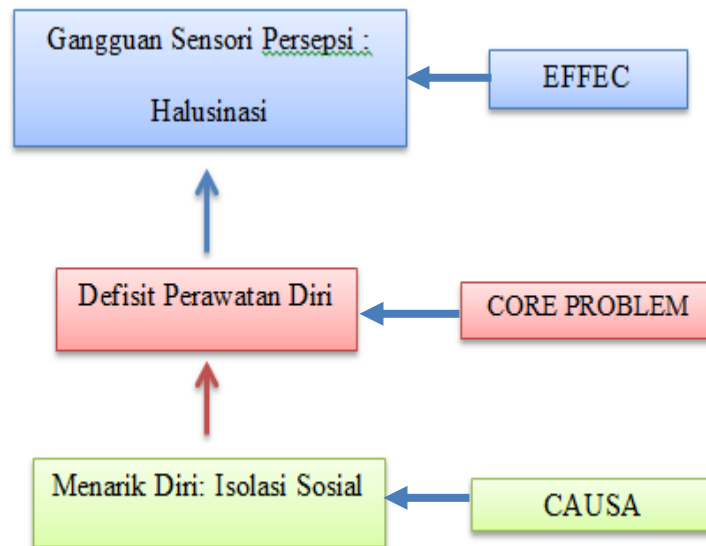 Gangguan Sensori Persepsi :
Halusinasi
EFFEC
Defisit Perawatan Diri
CORE PROBLEM
Menarik Diri: Isolasi Sosial
CAUSA